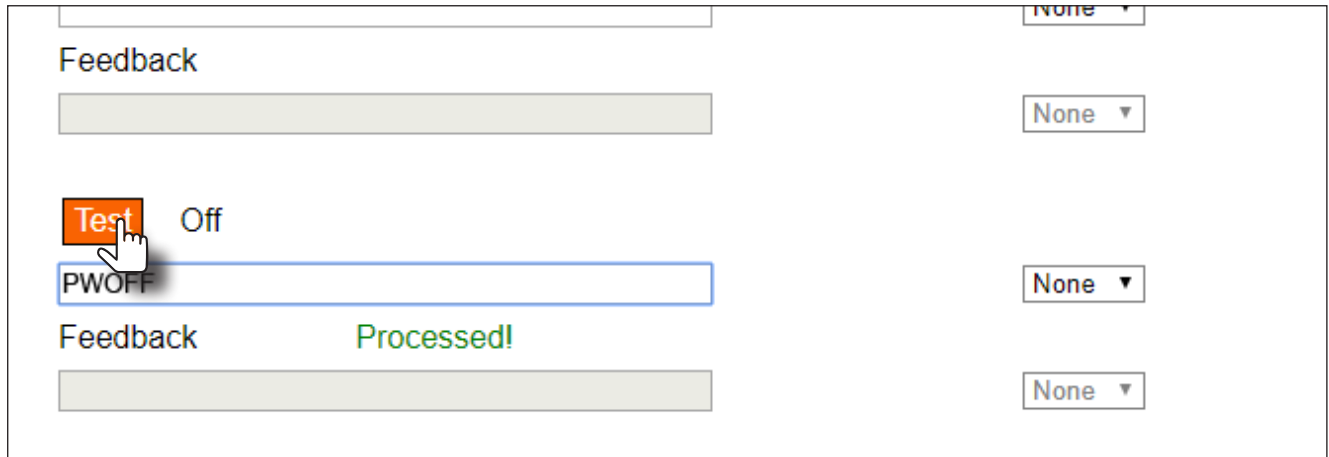 None ▼
Feedback
None ▼
Test Off
PWOFF None ▼
Feedback Processed!
None ▼